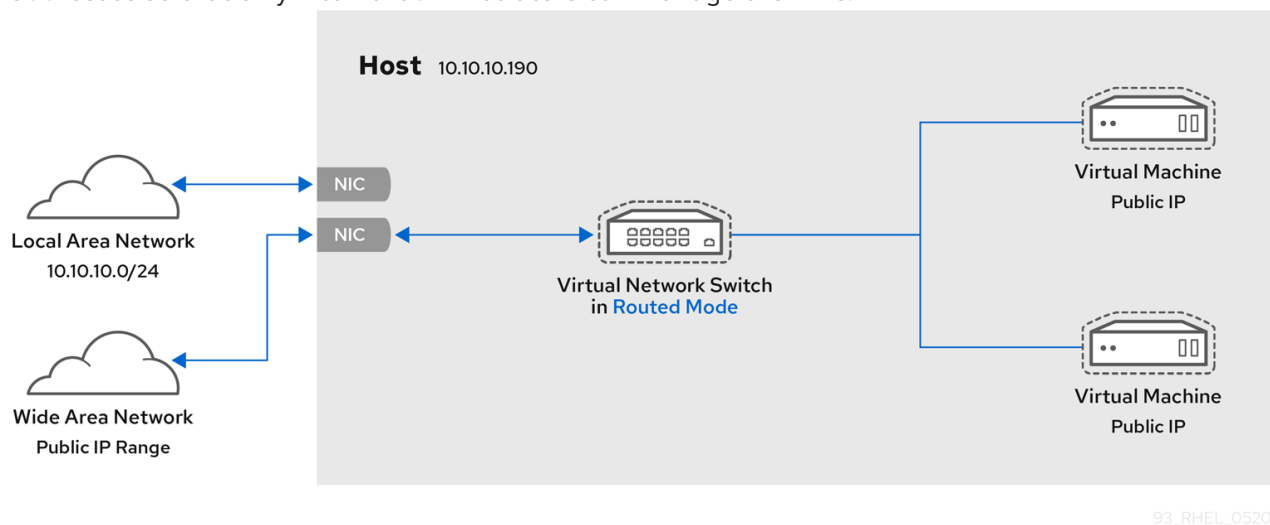 Host 10.10.10.190
NIC
NIC
Local Area Network
10.10.10.0/24
Wide Area Network
Public IP Range
Virtual Network Switch
in Routed Mode
Virtual Machine
Public IP
Virtual Machine
Public IP
93_RHEL_0520